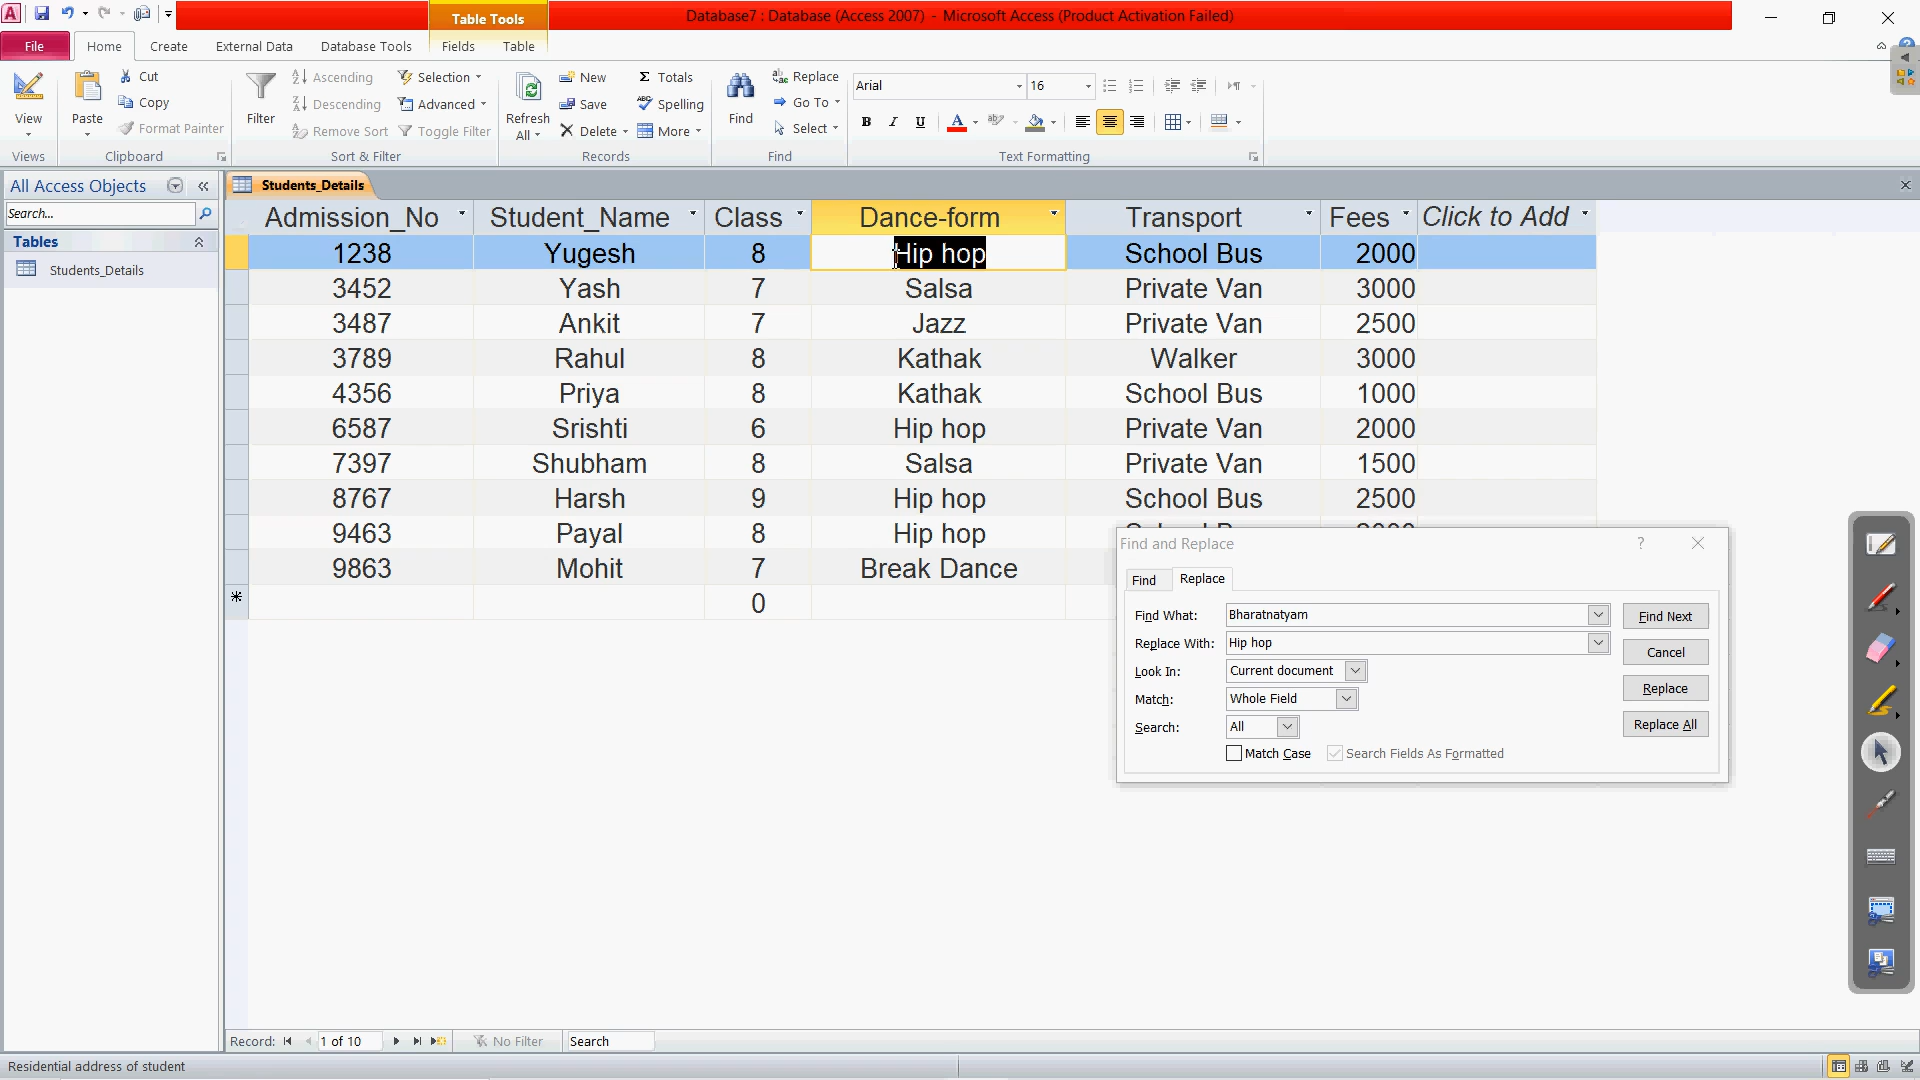 Table Tools
Database7 : Database (Access 2007) - Microsoft Access (Product Activation Failed)
File Home Create External Data Database Tools Fields Table
View
Views
Paste
Cut
Copy
Format Painter
Clipboard
Filter
Ascending
Descending
Remove Sort
Selection
Advanced
Toggle Filter
Sort & Filter
Refresh All
New
Save
Delete
Totals
Spelling
More
Records
Find
Replace
Go To
Select
Find
Arial 16
B I U A
Text Formatting
All Access Objects
Search...
Tables
Students_Details
Students_Details
Admission_No Student_Name Class Dance-form Transport Fees Click to Add
1238 Yugesh 8 Hip hop School Bus 2000
3452 Yash 7 Salsa Private Van 3000
3487 Ankit 7 Jazz Private Van 2500
3789 Rahul 8 Kathak Walker 3000
4356 Priya 8 Kathak School Bus 1000
6587 Srishti 6 Hip hop Private Van 2000
7397 Shubham 8 Salsa Private Van 1500
8767 Harsh 9 Hip hop School Bus 2500
9463 Payal 8 Hip hop
9863 Mohit 7 Break Dance
0
Find and Replace
Find Replace
Find What: Bharatnatyam Find Next
Replace With: Hip hop Cancel
Look In: Current document
Match: Whole Field Replace
Search: All Replace All
Match Case Search Fields As Formatted
Record: 1 of 10 No Filter Search
Residential address of student